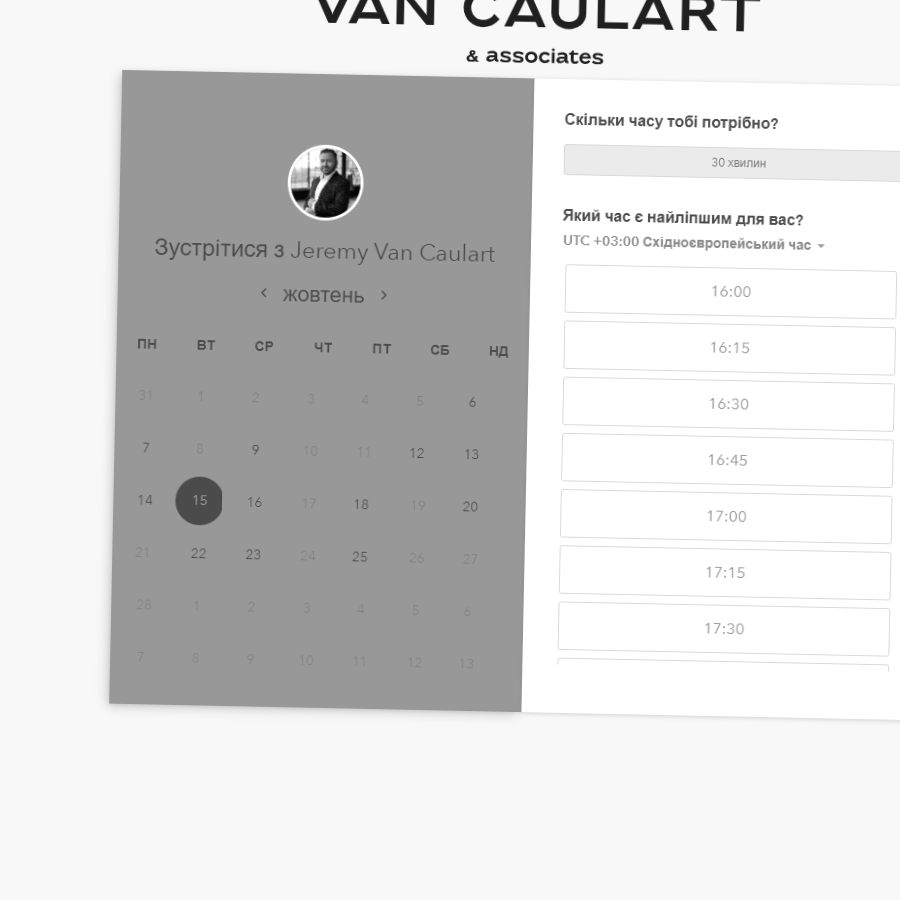 VAN CAULART
& associates
Зустрітися з Jeremy Van Caulart
жовтень
ПН ВТ СР ЧТ ПТ СБ НД
31 1 2 3 4 5 6
7 8 9 10 11 12 13
14 15 16 17 18 19 20
21 22 23 24 25 26 27
28 1 2 3 4 5 6
7 8 9 10 11 12 13
Скільки часу тобі потрібно?
30 хвилин
Який час є найліпшим для вас?
UTC +03:00 Східноєвропейський час
16:00
16:15
16:30
16:45
17:00
17:15
17:30